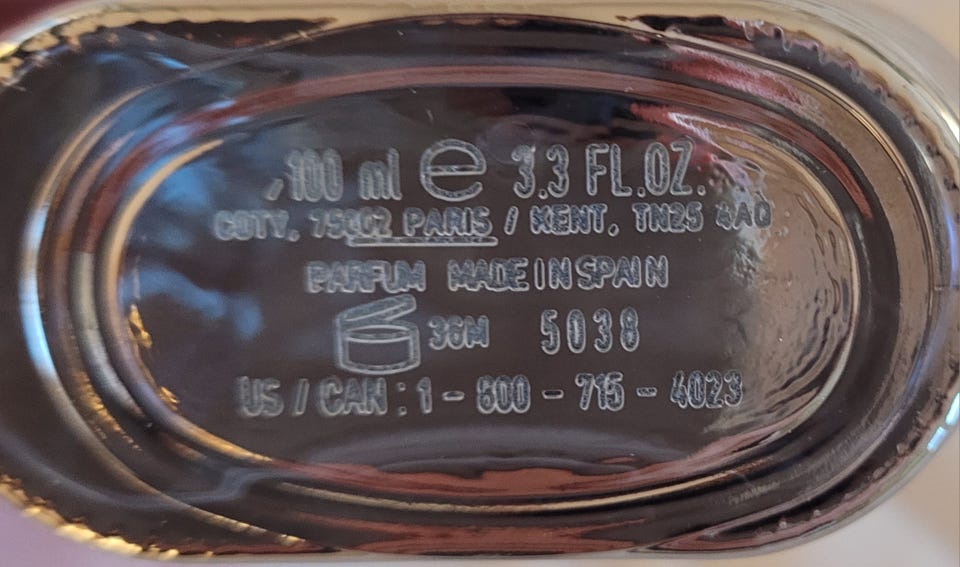 100 ml e 3.3 FL.OZ.
COTY, 75002 PARIS / KENT, TN25 4AQ
PARFUM MADE IN SPAIN
36M 5038
US / CAN : 1 - 800 - 715 - 4023